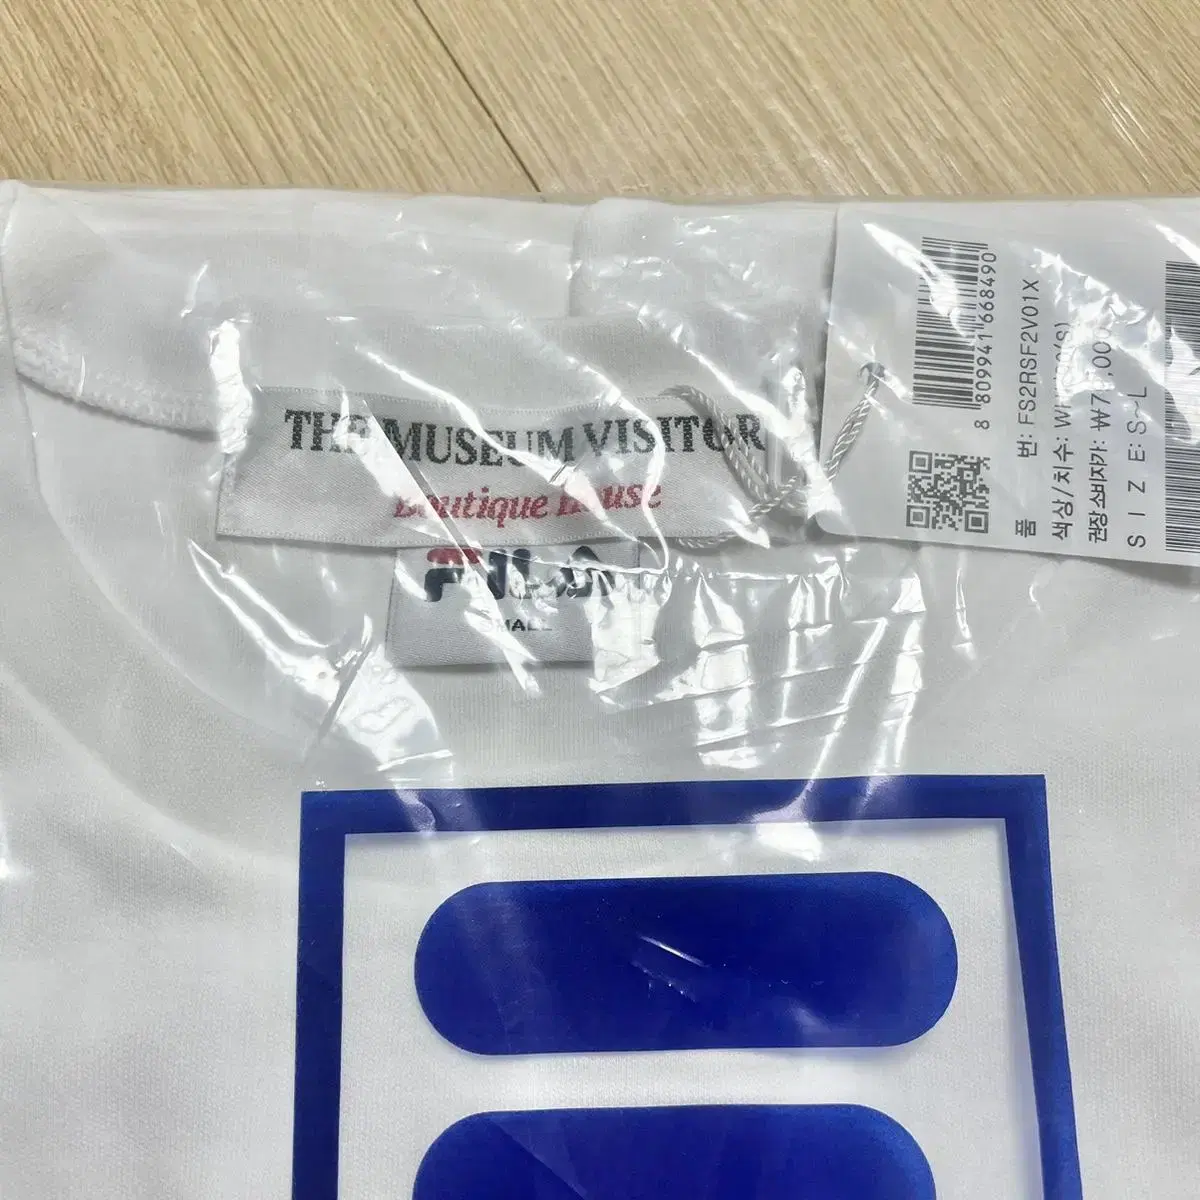 THE MUSEUM VISITOR
Boutique House
FILA
SMALL
8 809941 668490
품 번: FS2RSF2V01X
색상/치수: (S)
권장소비자가:
S I Z E: S~L